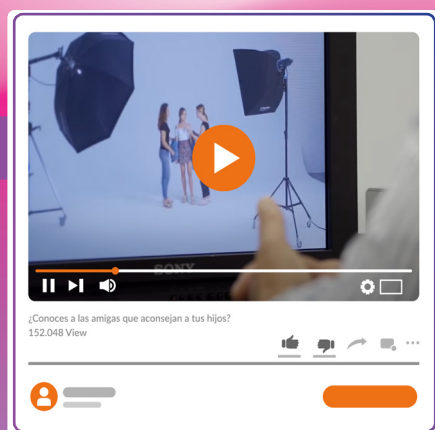 SONY
¿Conoces a las amigas que aconsejan a tus hijos?
152.048 View